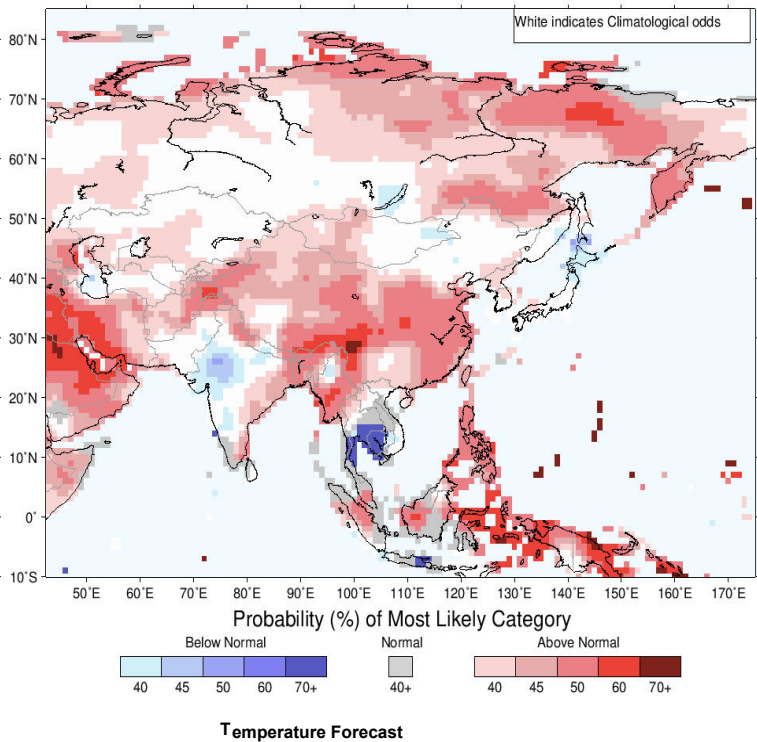 White indicates Climatological odds
80˚N
70˚N
60˚N
50˚N
40˚N
30˚N
20˚N
10˚N
0˚
10˚S
50˚E 60˚E 70˚E 80˚E 90˚E 100˚E 110˚E 120˚E 130˚E 140˚E 150˚E 160˚E 170˚E
Probability (%) of Most Likely Category
Below Normal Normal Above Normal
40 45 50 60 70+ 40+ 40 45 50 60 70+
Temperature Forecast